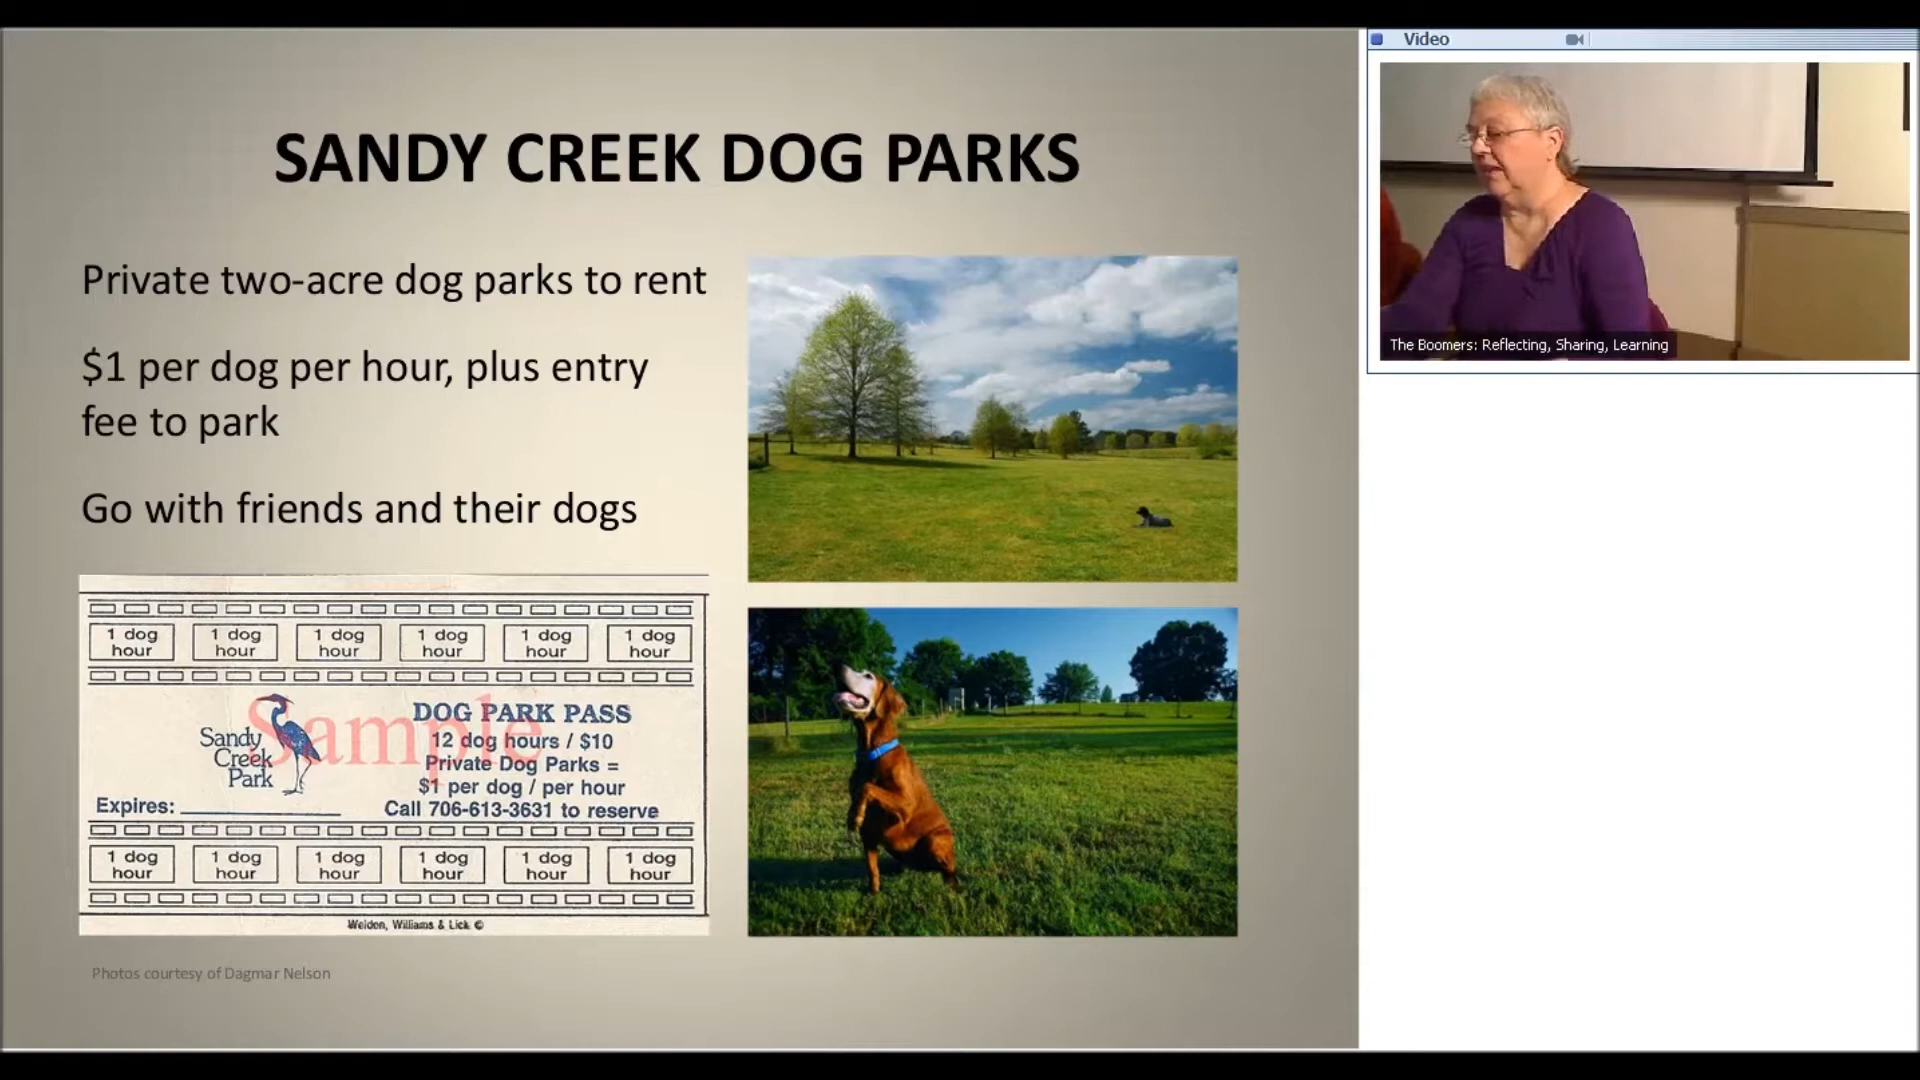 SANDY CREEK DOG PARKS
Private two-acre dog parks to rent
$1 per dog per hour, plus entry
fee to park
Go with friends and their dogs
1 dog hour
1 dog hour
1 dog hour
1 dog hour
1 dog hour
1 dog hour
Sample
Sandy
Creek
Park
Expires:
DOG PARK PASS
12 dog hours / $10
Private Dog Parks =
$1 per dog / per hour
Call 706-613-3631 to reserve
1 dog hour
1 dog hour
1 dog hour
1 dog hour
1 dog hour
1 dog hour
Weldon, Williams & Lick ©
Photos courtesy of Dagmar Nelson
Video
The Boomers: Reflecting, Sharing, Learning